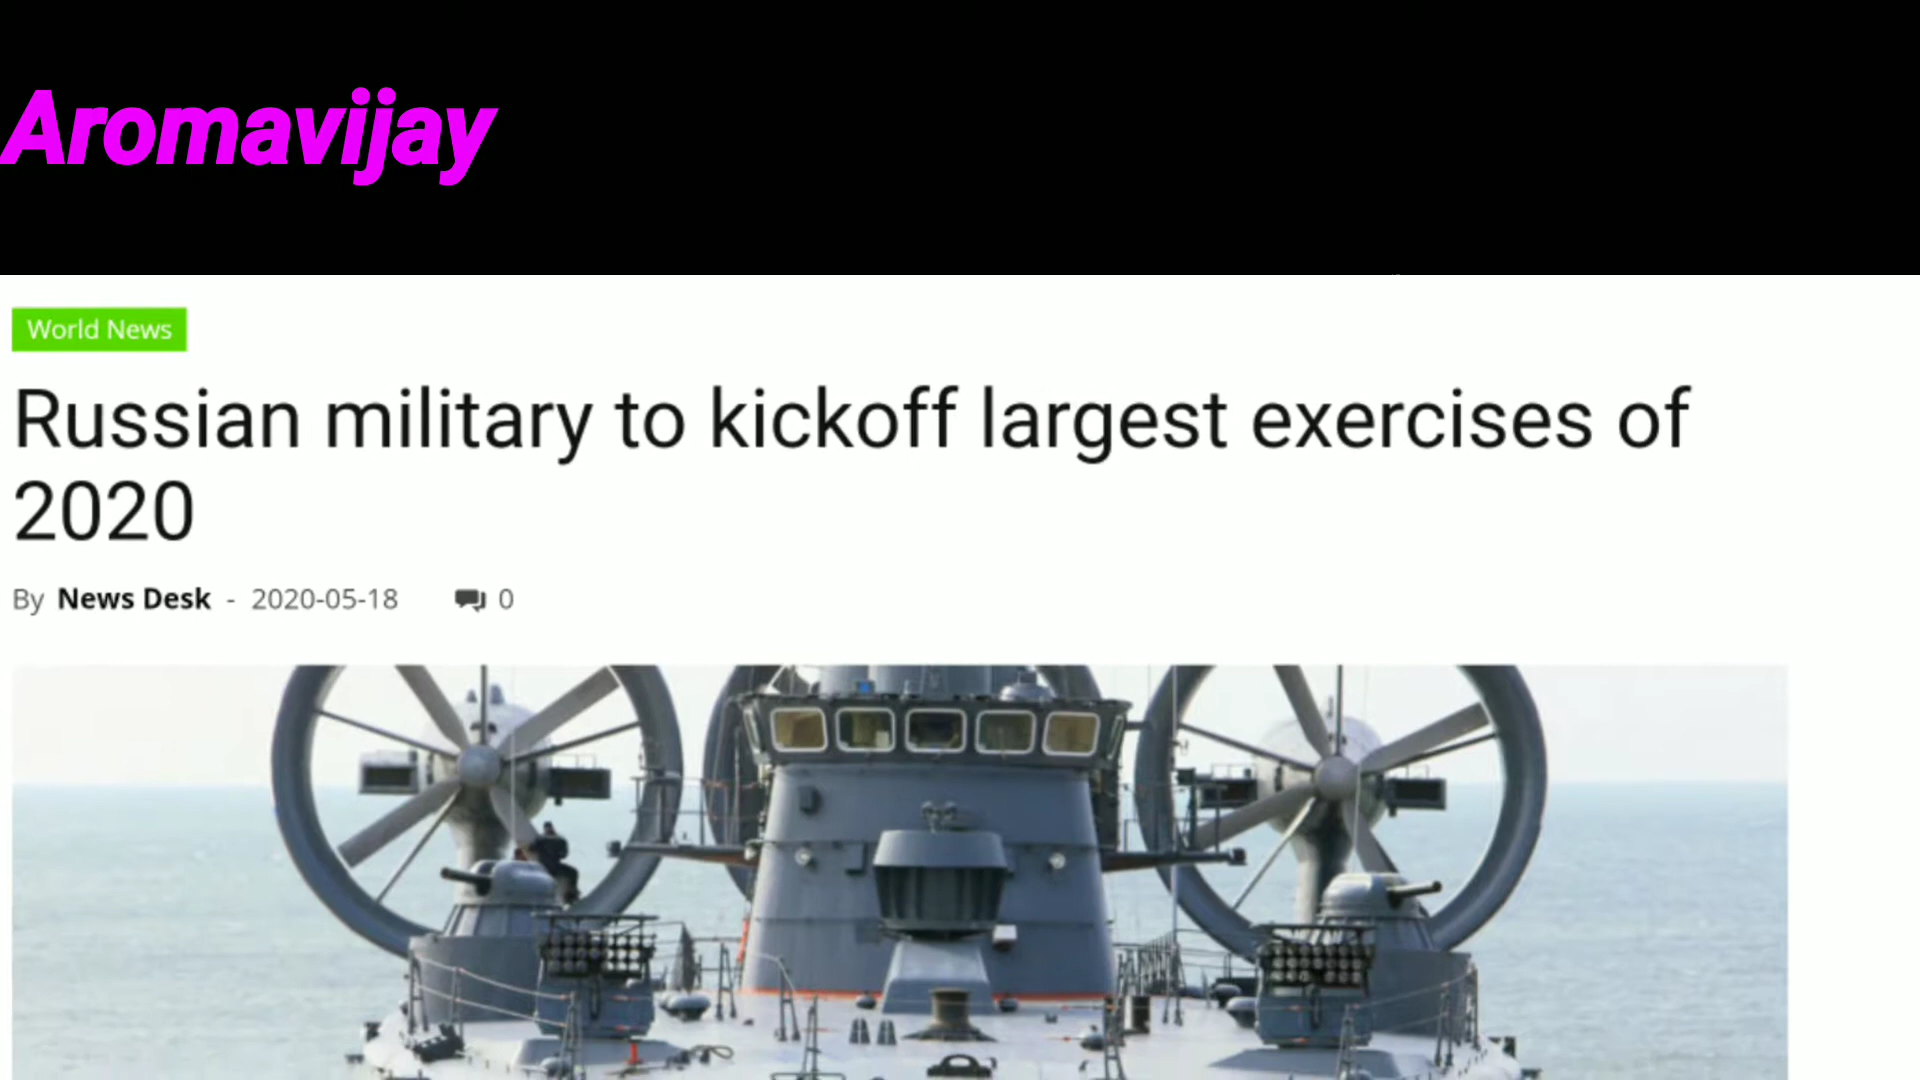 Aromavijay
World News
Russian military to kickoff largest exercises of
2020
By News Desk - 2020-05-18 0